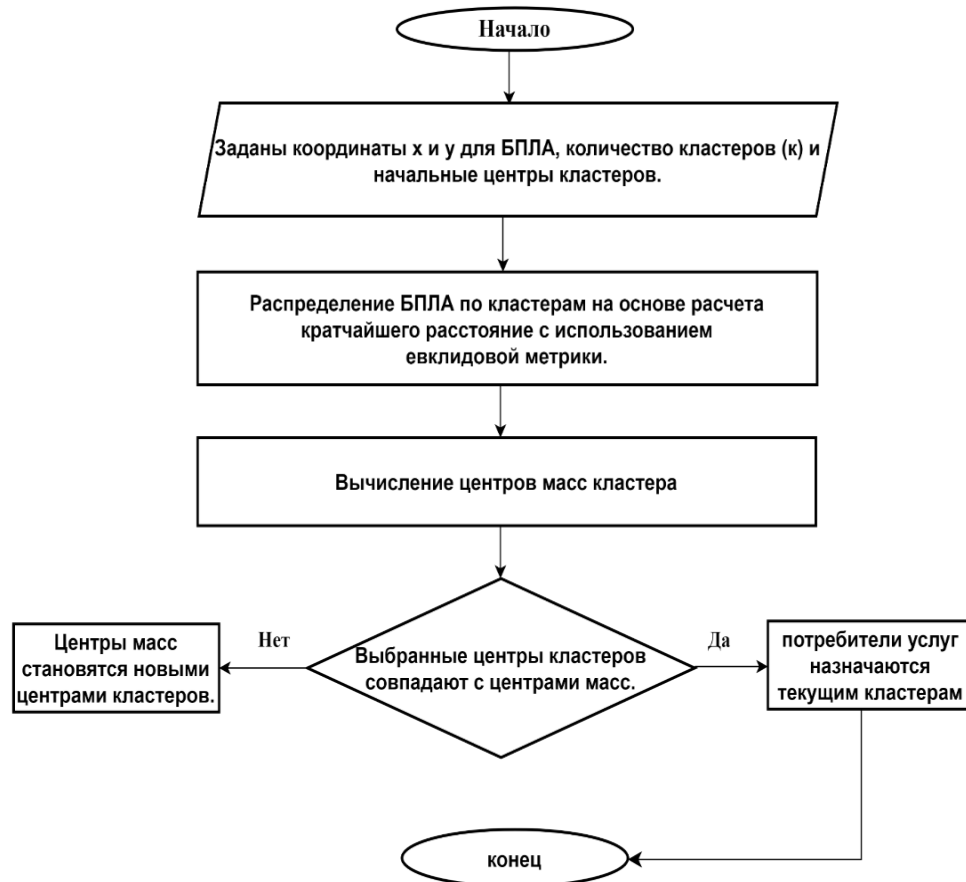 Начало
Заданы координаты x и y для БПЛА, количество кластеров (к) и
начальные центры кластеров.
Распределение БПЛА по кластерам на основе расчета
кратчайшего расстояние с использованием
евклидовой метрики.
Вычисление центров масс кластера
Выбранные центры кластеров
совпадают с центрами масс.
Нет
Центры масс
становятся новыми
центрами кластеров.
Да
потребители услуг
назначаются
текущим кластерам
конец